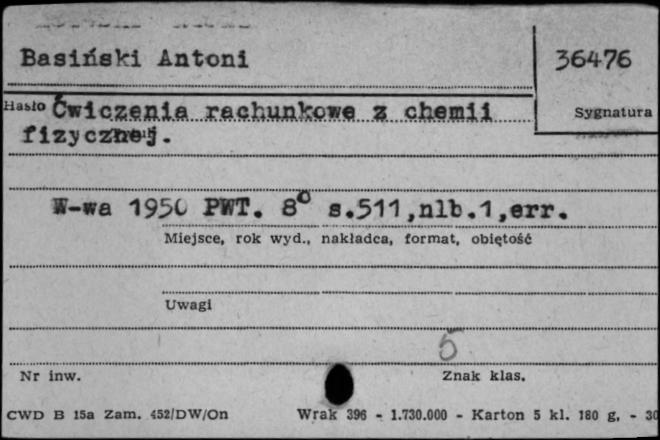 Basiński Antoni
36476
Hasło Ćwiczenia rachunkowe z chemii
Sygnatura
fizycznej.
W-wa 1950 PWT. 8° s.511,nlb.1,err.
Miejsce, rok wyd., nakładca, format, objętość
Uwagi
5
Nr inw.
Znak klas.
CWD B 15a Zam. 452/DW/On Wrak 396 - 1.730.000 - Karton 5 kl. 180 g. - 30